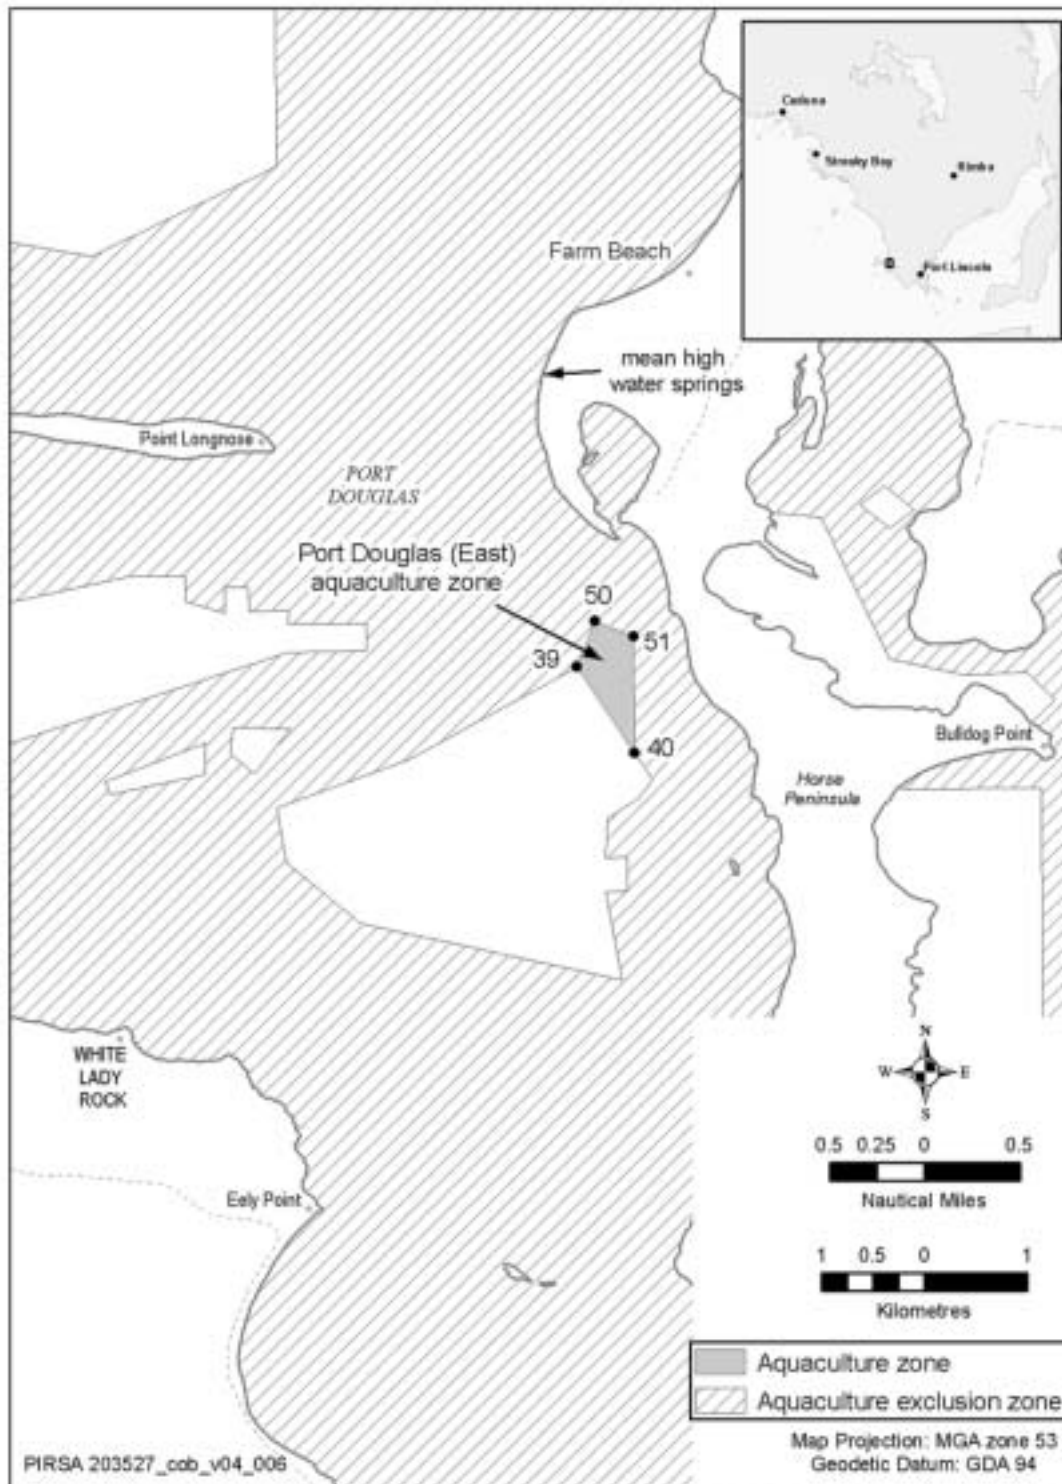 Ceduna
Streaky Bay
Kimba
Port Lincoln
Farm Beach
mean high
water springs
Point Longnose
PORT
DOUGLAS
Port Douglas (East)
aquaculture zone
50
51
39
40
Bulldog Point
Horse
Peninsula
WHITE
LADY
ROCK
N
W E
S
0.5 0.25 0 0.5
Nautical Miles
Eely Point
1 0.5 0 1
Kilometres
Aquaculture zone
Aquaculture exclusion zone
Map Projection: MGA zone 53
PIRSA 203527_cob_v04_006
Geodetic Datum: GDA 94